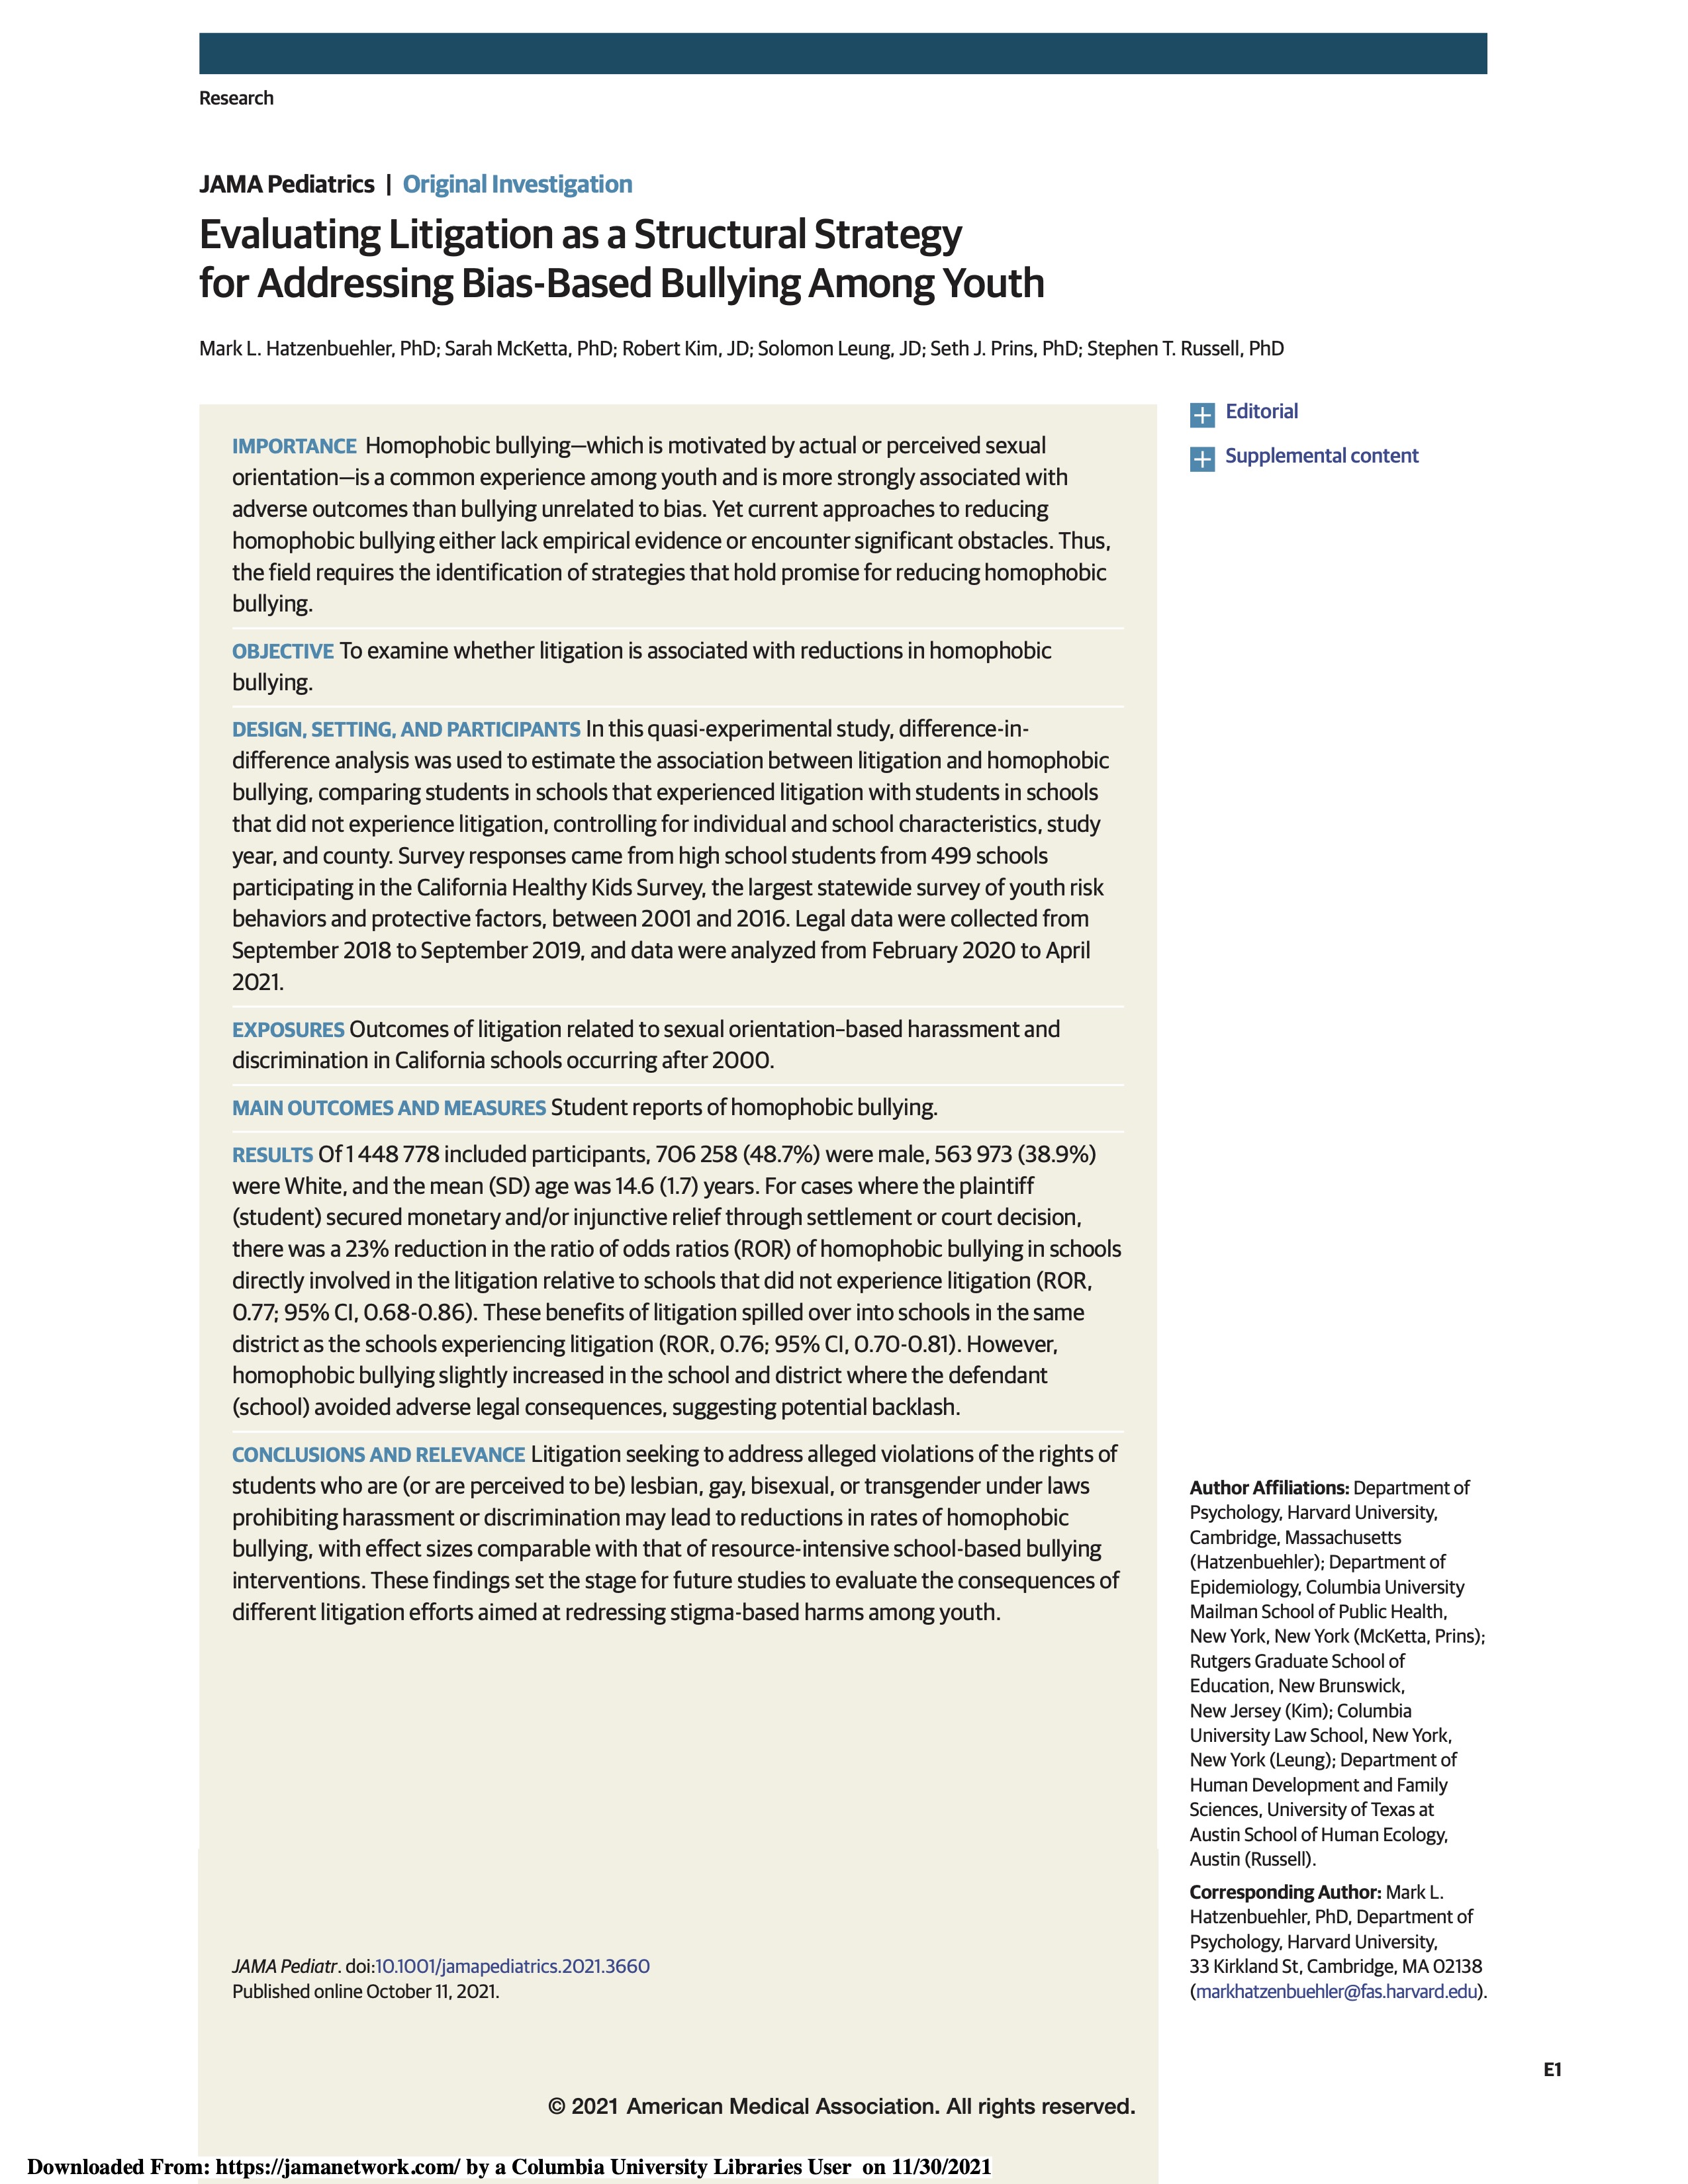 Research
JAMA Pediatrics | Original Investigation
Evaluating Litigation as a Structural Strategy
for Addressing Bias-Based Bullying Among Youth
Mark L. Hatzenbuehler, PhD; Sarah McKetta, PhD; Robert Kim, JD; Solomon Leung, JD; Seth J. Prins, PhD; Stephen T. Russell, PhD
IMPORTANCE Homophobic bullying—which is motivated by actual or perceived sexual
orientation—is a common experience among youth and is more strongly associated with
adverse outcomes than bullying unrelated to bias. Yet current approaches to reducing
homophobic bullying either lack empirical evidence or encounter significant obstacles. Thus,
the field requires the identification of strategies that hold promise for reducing homophobic
bullying.
OBJECTIVE To examine whether litigation is associated with reductions in homophobic
bullying.
DESIGN, SETTING, AND PARTICIPANTS In this quasi-experimental study, difference-in-
difference analysis was used to estimate the association between litigation and homophobic
bullying, comparing students in schools that experienced litigation with students in schools
that did not experience litigation, controlling for individual and school characteristics, study
year, and county. Survey responses came from high school students from 499 schools
participating in the California Healthy Kids Survey, the largest statewide survey of youth risk
behaviors and protective factors, between 2001 and 2016. Legal data were collected from
September 2018 to September 2019, and data were analyzed from February 2020 to April
2021.
EXPOSURES Outcomes of litigation related to sexual orientation–based harassment and
discrimination in California schools occurring after 2000.
MAIN OUTCOMES AND MEASURES Student reports of homophobic bullying.
RESULTS Of 1 448 778 included participants, 706 258 (48.7%) were male, 563 973 (38.9%)
were White, and the mean (SD) age was 14.6 (1.7) years. For cases where the plaintiff
(student) secured monetary and/or injunctive relief through settlement or court decision,
there was a 23% reduction in the ratio of odds ratios (ROR) of homophobic bullying in schools
directly involved in the litigation relative to schools that did not experience litigation (ROR,
0.77; 95% CI, 0.68-0.86). These benefits of litigation spilled over into schools in the same
district as the schools experiencing litigation (ROR, 0.76; 95% CI, 0.70-0.81). However,
homophobic bullying slightly increased in the school and district where the defendant
(school) avoided adverse legal consequences, suggesting potential backlash.
CONCLUSIONS AND RELEVANCE Litigation seeking to address alleged violations of the rights of
students who are (or are perceived to be) lesbian, gay, bisexual, or transgender under laws
prohibiting harassment or discrimination may lead to reductions in rates of homophobic
bullying, with effect sizes comparable with that of resource-intensive school-based bullying
interventions. These findings set the stage for future studies to evaluate the consequences of
different litigation efforts aimed at redressing stigma-based harms among youth.
JAMA Pediatr. doi:10.1001/jamapediatrics.2021.3660
Published online October 11, 2021.
Editorial
Supplemental content
Author Affiliations: Department of
Psychology, Harvard University,
Cambridge, Massachusetts
(Hatzenbuehler); Department of
Epidemiology, Columbia University
Mailman School of Public Health,
New York, New York (McKetta, Prins);
Rutgers Graduate School of
Education, New Brunswick,
New Jersey (Kim); Columbia
University Law School, New York,
New York (Leung); Department of
Human Development and Family
Sciences, University of Texas at
Austin School of Human Ecology,
Austin (Russell).
Corresponding Author: Mark L.
Hatzenbuehler, PhD, Department of
Psychology, Harvard University,
33 Kirkland St, Cambridge, MA 02138
(markhatzenbuehler@fas.harvard.edu).
E1
© 2021 American Medical Association. All rights reserved.
Downloaded From: https://jamanetwork.com/ by a Columbia University Libraries User on 11/30/2021